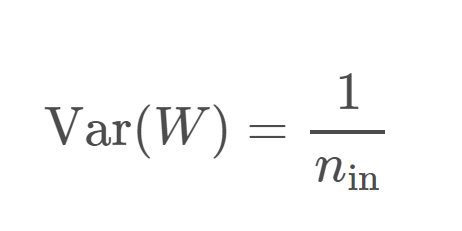 Var(W) = 1/n_in